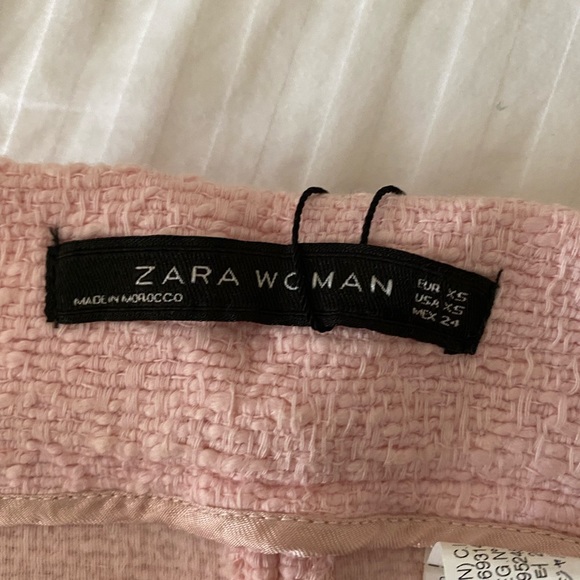 ZARA WOMAN
MADE IN MOROCCO
EUR XS
USA XS
MEX 24